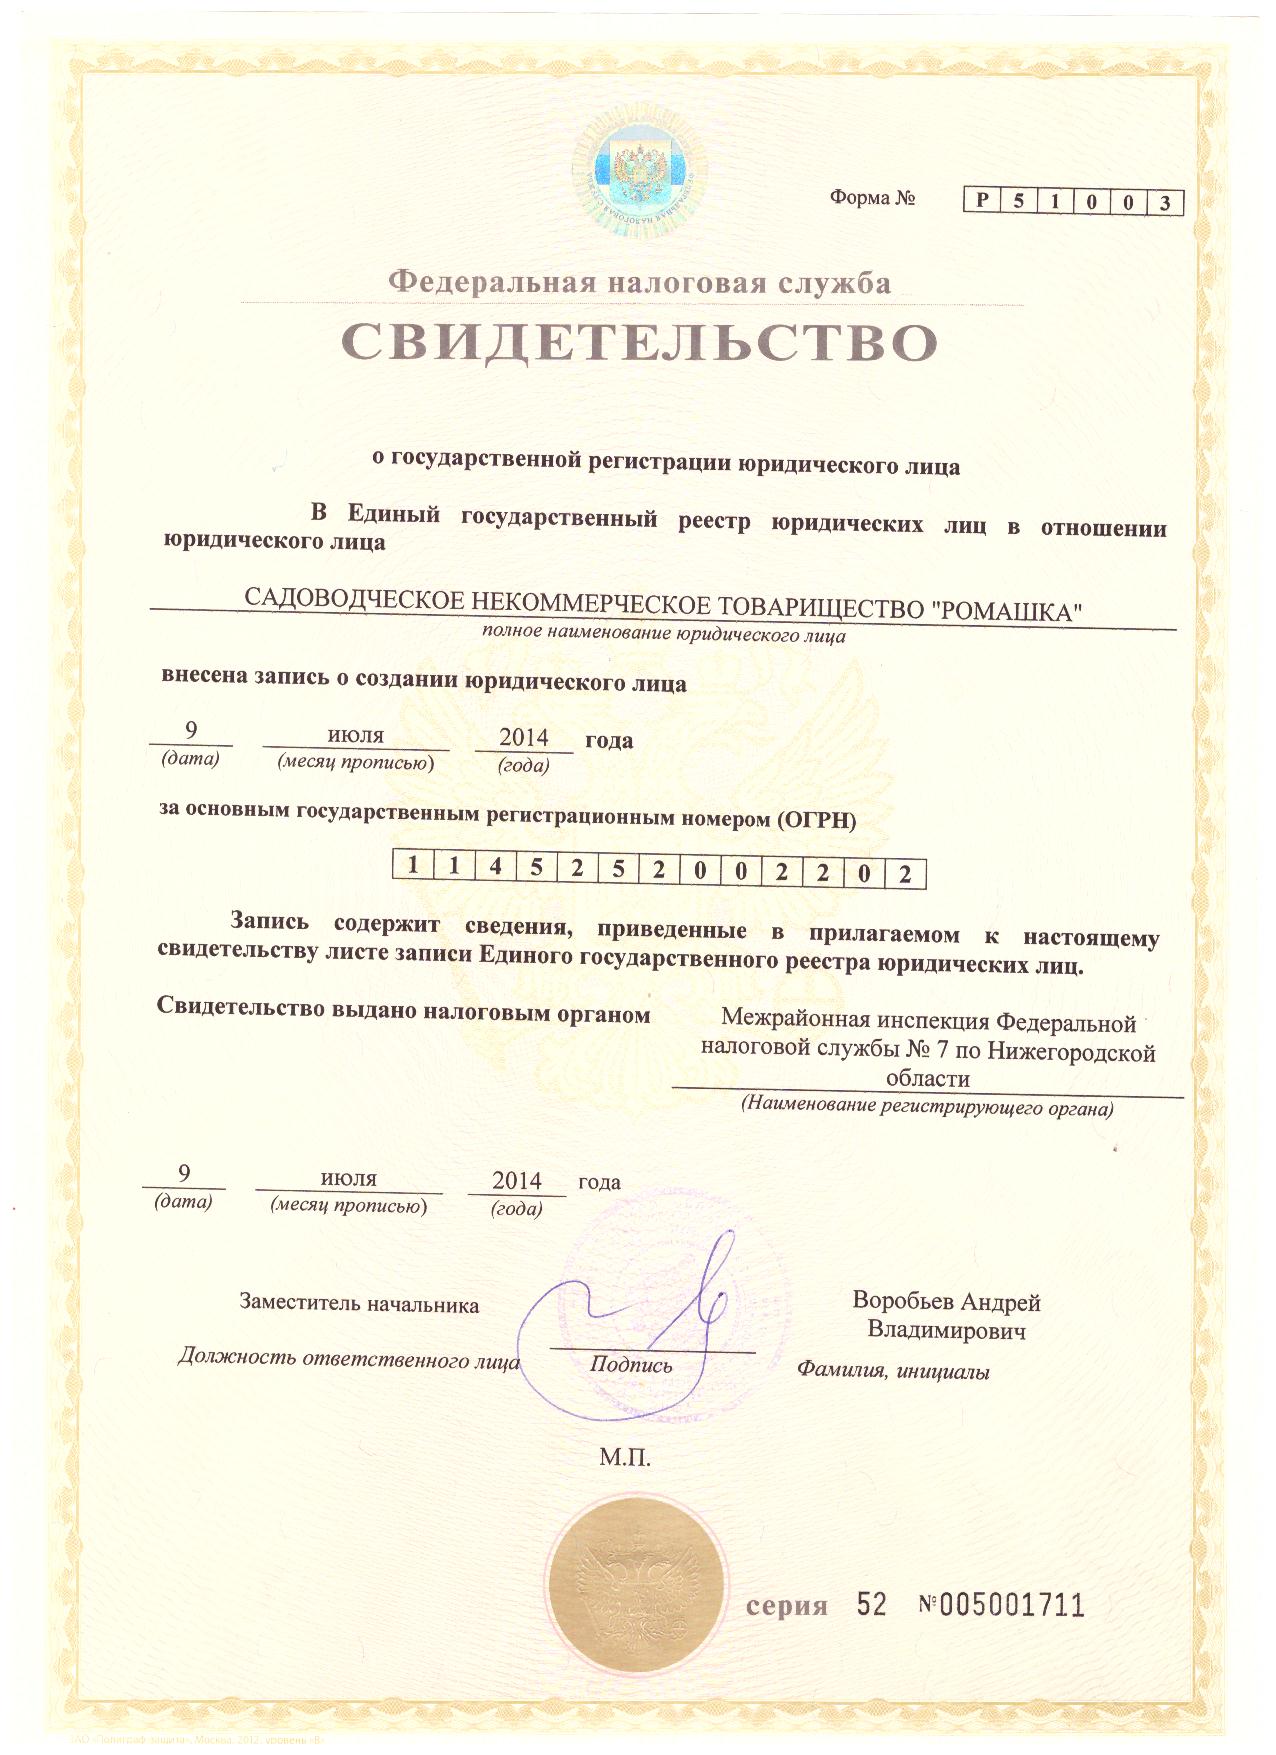 Форма № Р 5 1 0 0 3
Федеральная налоговая служба
СВИДЕТЕЛЬСТВО
о государственной регистрации юридического лица
В Единый государственный реестр юридических лиц в отношении
юридического лица
САДОВОДЧЕСКОЕ НЕКОММЕРЧЕСКОЕ ТОВАРИЩЕСТВО "РОМАШКА"
полное наименование юридического лица
внесена запись о создании юридического лица
9 июля 2014 года
(дата) (месяц прописью) (года)
за основным государственным регистрационным номером (ОГРН)
1 1 4 5 2 5 2 0 0 2 2 0 2
Запись содержит сведения, приведенные в прилагаемом к настоящему
свидетельству листе записи Единого государственного реестра юридических лиц.
Свидетельство выдано налоговым органом
Межрайонная инспекция Федеральной
налоговой службы № 7 по Нижегородской
области
(Наименование регистрирующего органа)
9 июля 2014 года
(дата) (месяц прописью) (года)
Заместитель начальника
Воробьев Андрей
Владимирович
Должность ответственного лица Подпись Фамилия, инициалы
М.П.
серия 52 №005001711
ЗАО «Полиграф-защита», Москва, 2012, уровень «В»